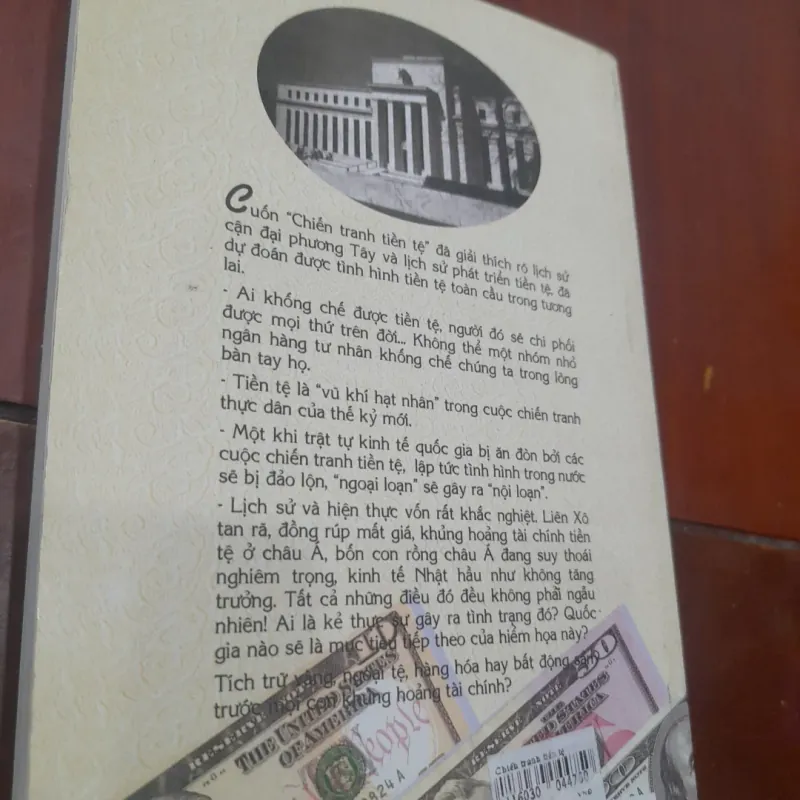 Cuốn "Chiến tranh tiền tệ" đã giải thích rõ lịch sử
cận đại phương Tây và lịch sử phát triển tiền tệ, đã
dự đoán được tình hình tiền tệ toàn cầu trong tương
lai.
- Ai khống chế được tiền tệ, người đó sẽ chi phối
được mọi thứ trên đời... Không thể một nhóm nhỏ
ngân hàng tư nhân khống chế chúng ta trong lòng
bàn tay họ.
- Tiền tệ là "vũ khí hạt nhân" trong cuộc chiến tranh
thực dân của thế kỷ mới.
- Một khi trật tự kinh tế quốc gia bị ăn đòn bởi các
cuộc chiến tranh tiền tệ, lập tức tình hình trong nước
sẽ bị đảo lộn, "ngoại loạn" sẽ gây ra "nội loạn".
- Lịch sử và hiện thực vốn rất khắc nghiệt. Liên Xô
tan rã, đồng rúp mất giá, khủng hoảng tài chính tiền
tệ ở châu Á, bốn con rồng châu Á đang suy thoái
nghiêm trọng, kinh tế Nhật hầu như không tăng
trưởng. Tất cả những điều đó đều không phải ngẫu
nhiên! Ai là kẻ thực sự gây ra tình trạng đó? Quốc
gia nào sẽ là mục tiêu tiếp theo của hiểm họa này?
Tích trữ vàng, ngoại tệ, hàng hóa hay bất động sản
trước mọi cơn khủng hoảng tài chính?
THE UNITED STATES
OF AMERICA
Chiến tranh tiền tệ